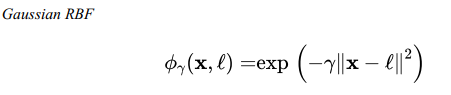 Gaussian RBF
ϕγ(x, ℓ) =exp (−γ‖x − ℓ‖²)